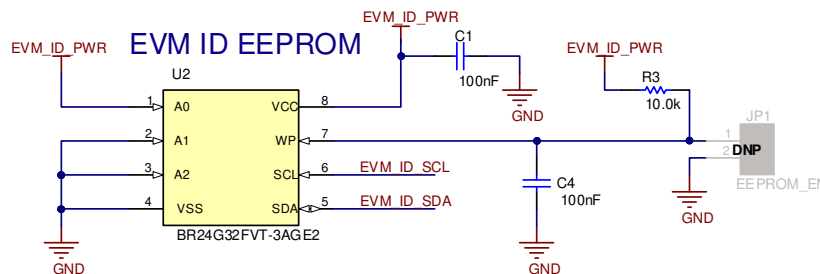 EVM_ID_PWR
EVM_ID_PWR EVM ID EEPROM C1 EVM_ID_PWR
U2 100nF R3
1 A0 VCC 8 GND 10.0k JP1
2 A1 WP 7 1
DNP
2
3 A2 SCL 6 EVM_ID_SCL C4 EEPROM_EN
100nF
4 VSS SDA 5 EVM_ID_SDA GND
BR24G32FVT-3AGE2
GND GND